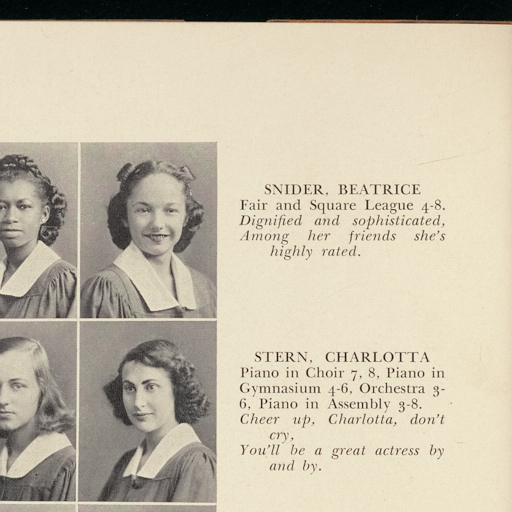 SNIDER, BEATRICE
Fair and Square League 4-8.
Dignified and sophisticated,
Among her friends she's
highly rated.
STERN, CHARLOTTA
Piano in Choir 7, 8, Piano in
Gymnasium 4-6, Orchestra 3-
6, Piano in Assembly 3-8.
Cheer up, Charlotta, don't
cry,
You'll be a great actress by
and by.